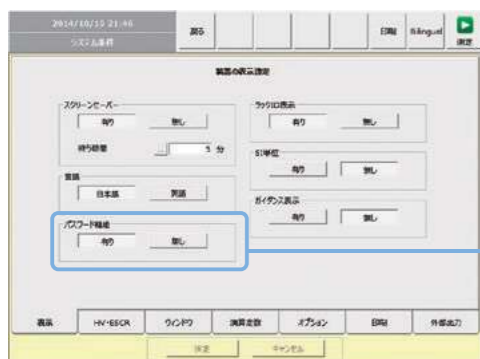 2014/10/15 21:46
システム条件
戻る
印刷
Bilingual
測定
装置の表示設定
スクリーンセーバー
有り
無し
待ち時間
...
5
分
言語
日本語
英語
パスワード機能
有り
無し
ラックID表示
有り
無し
SI単位
有り
無し
ガイダンス表示
有り
無し
表示
HV・ESCR
ウィンドウ
演算定数
オプション
印刷
外部出力
決定
キャンセル